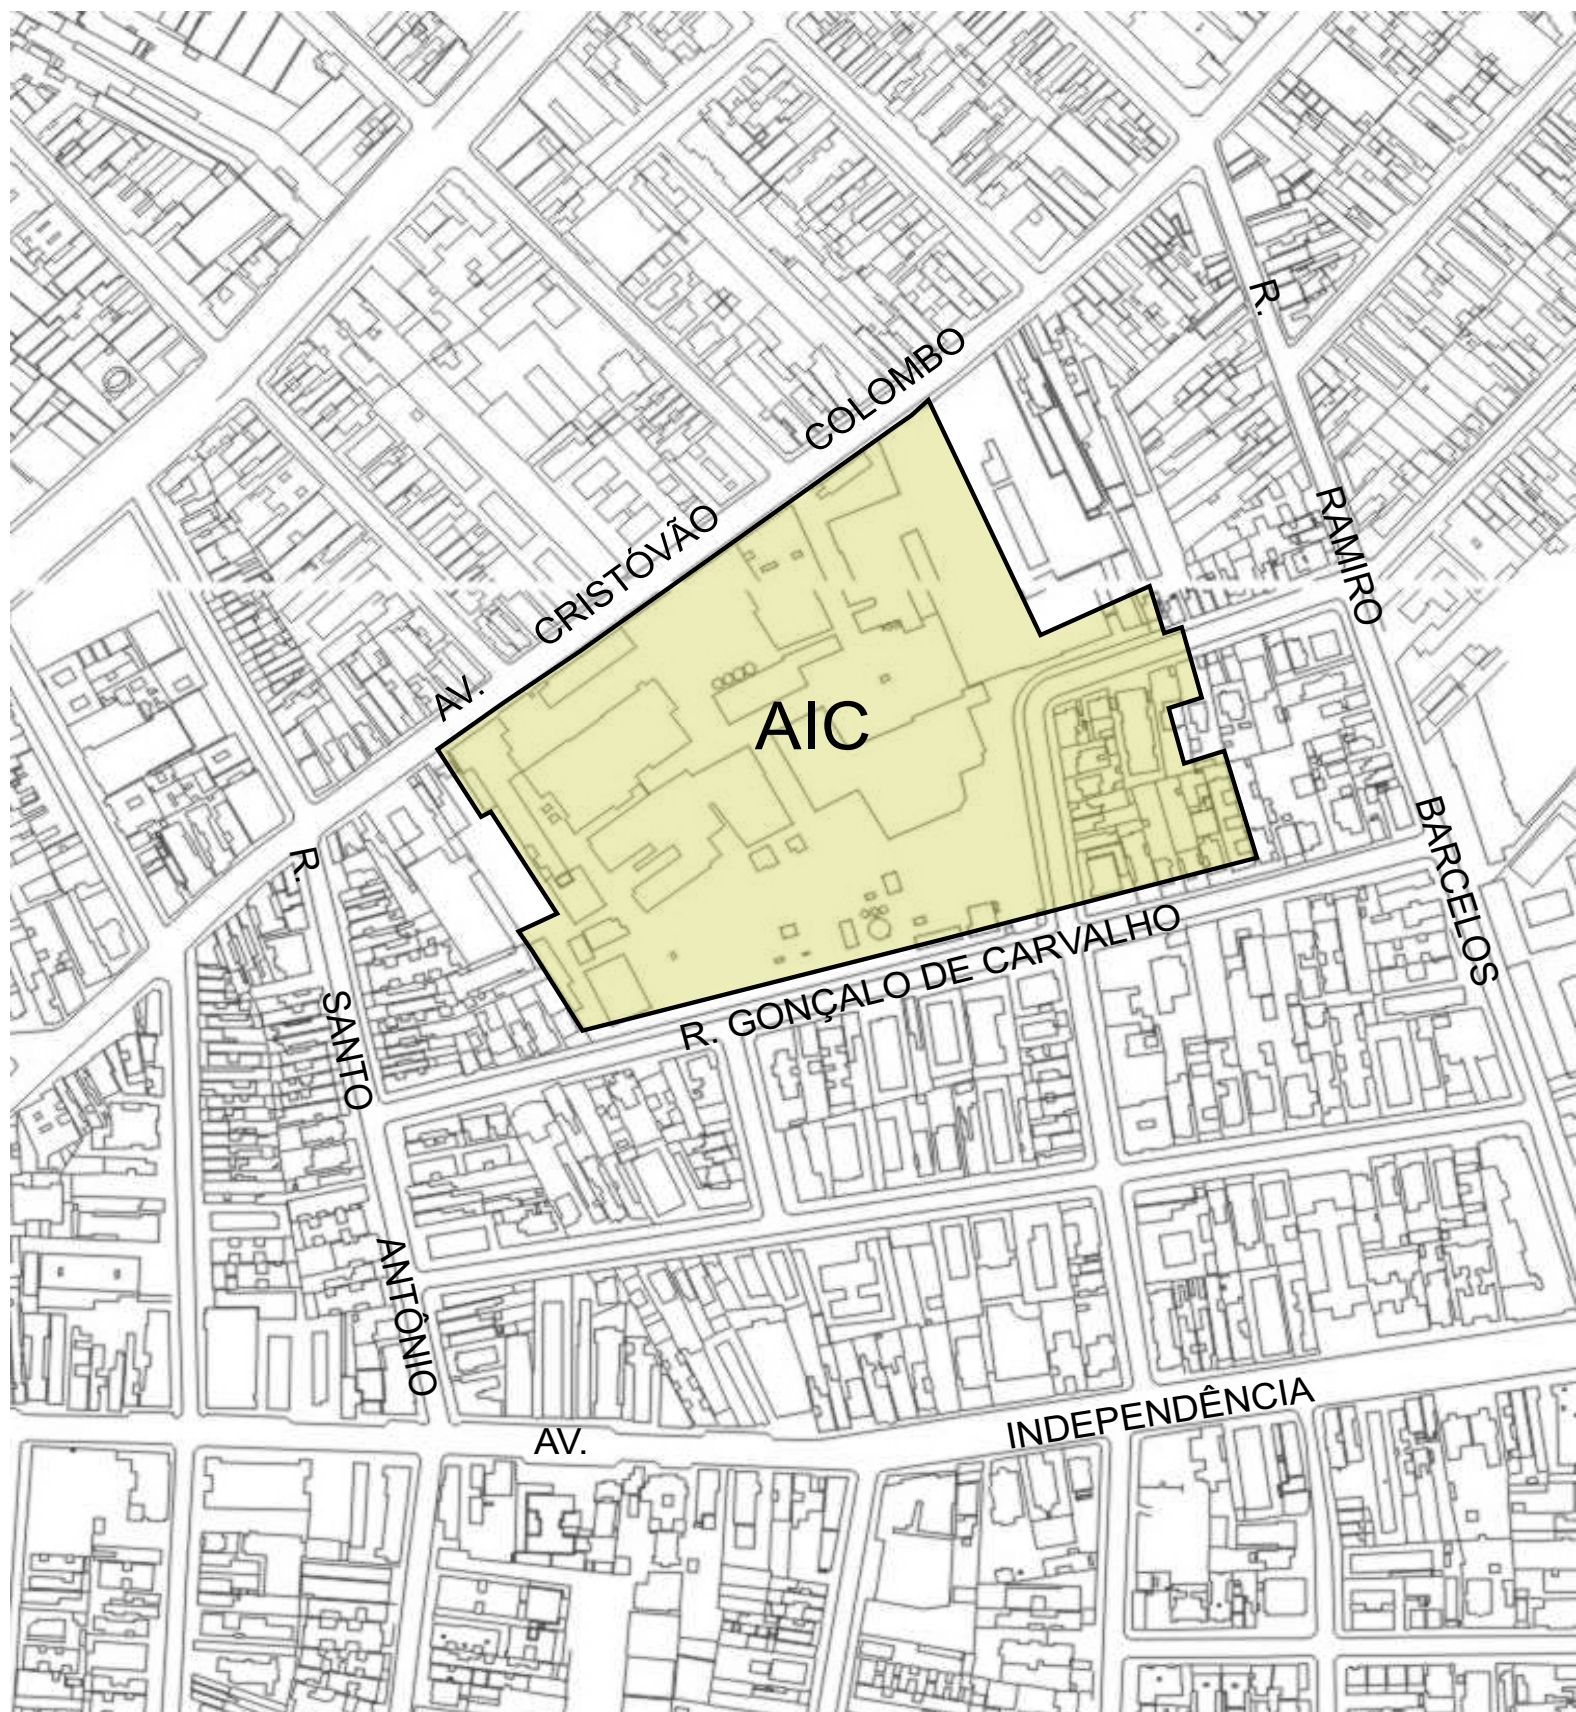 AV. CRISTÓVÃO COLOMBO
R. RAMIRO BARCELOS
AIC
R. SANTO ANTÔNIO
R. GONÇALO DE CARVALHO
AV. INDEPENDÊNCIA